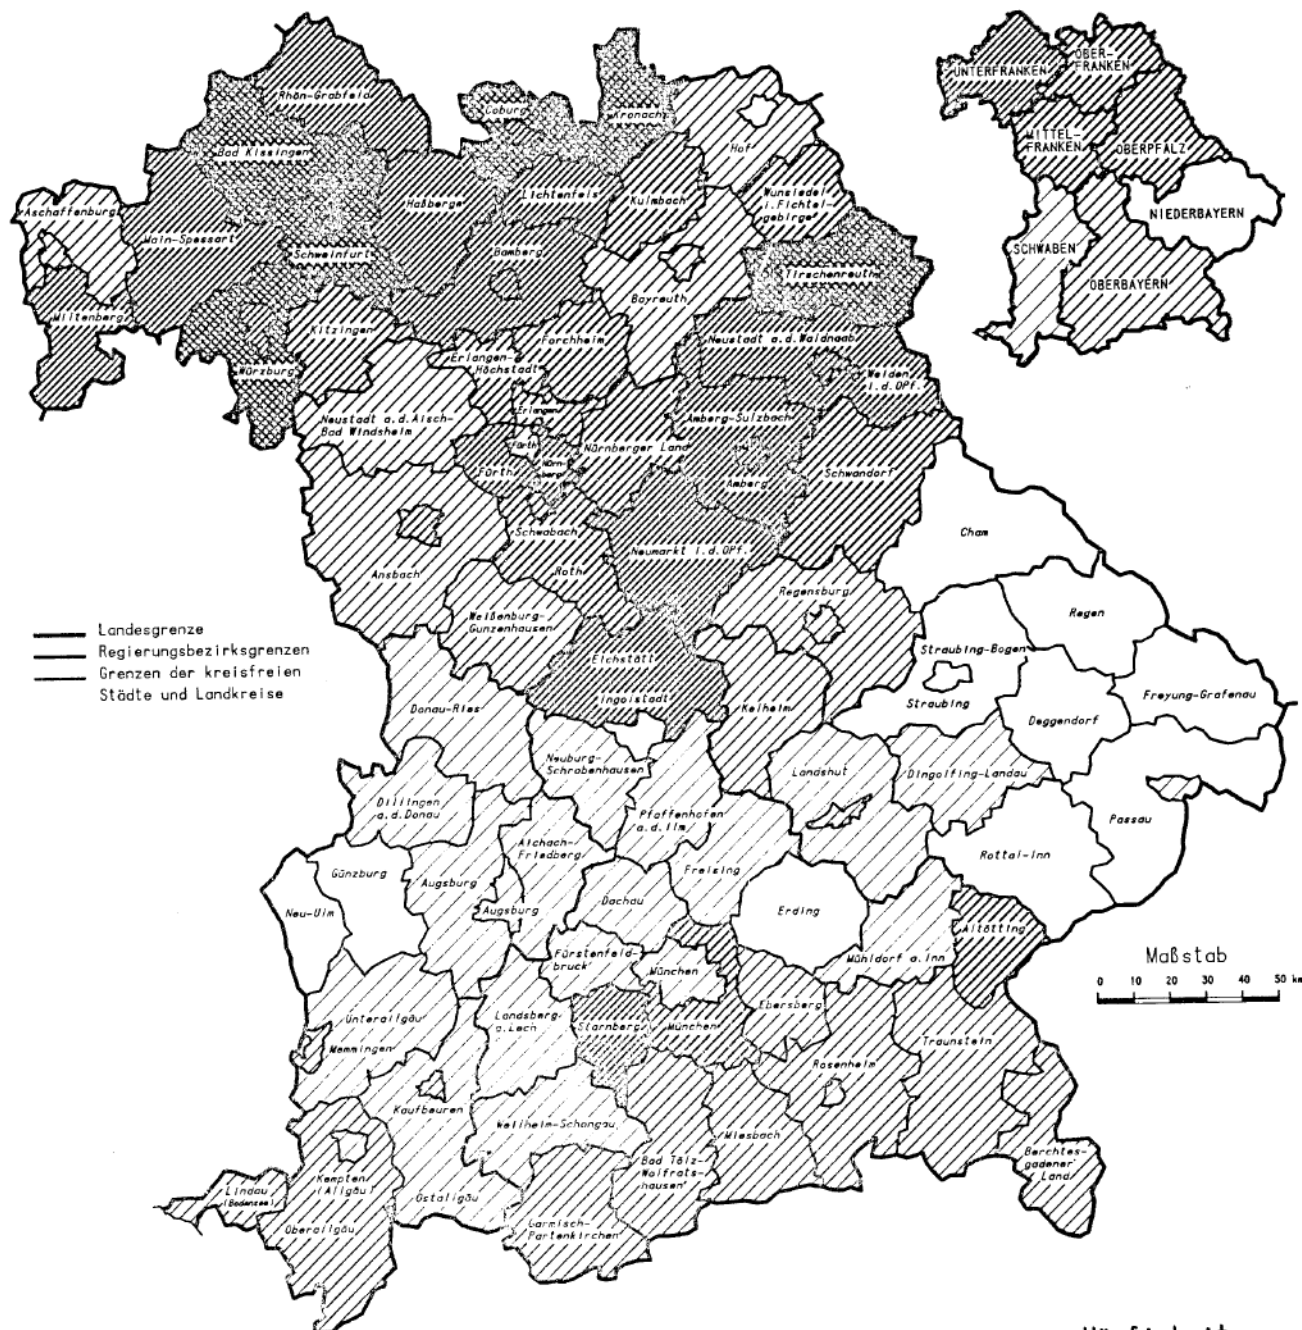 Rhön-Grabfeld
Coburg
Kronach
Hof
Bad Kissingen
Lichtenfels
Kulmbach
Wunsiedel
i.Fichtel-
gebirge
Aschaffenburg
Haßberge
Main-Spessart
Schweinfurt
Bamberg
Tirschenreuth
Bayreuth
Miltenberg
Kitzingen
Würzburg
Erlangen-
Höchstadt
Forchheim
Neustadt a.d.Waldnaab
Weiden
i.d.OPf.
Neustadt a.d.Aisch-
Bad Windsheim
Erlangen
Amberg-Sulzbach
Fürth
Fürth
Nürn-
berg
Nürnberger Land
Amberg
Schwandorf
Ansbach
Schwabach
Roth
Neumarkt i.d.OPf.
Cham
Weißenburg-
Gunzenhausen
Regensburg
Regen
Eichstätt
Ingolstadt
Straubing-Bogen
Straubing
Freyung-Grafenau
Deggendorf
Donau-Ries
Kelheim
Neuburg-
Schrobenhausen
Landshut
Dingolfing-Landau
Dillingen
a.d.Donau
Pfaffenhofen
a.d.Ilm
Passau
Aichach-
Friedberg
Rottal-Inn
Günzburg
Augsburg
Freising
Neu-Ulm
Augsburg
Dachau
Erding
Altötting
Fürstenfeld-
bruck
München
Mühldorf a.Inn
Ebersberg
Unterallgäu
Landsberg
a.Lech
Starnberg
München
Memmingen
Rosenheim
Traunstein
Kaufbeuren
Weilheim-Schongau
Miesbach
Bad Tölz-
Wolfrats-
hausen
Berchtes-
gadener
Land
Lindau
(Bodensee)
Kempten
(Allgäu)
Oberallgäu
Ostallgäu
Garmisch-
Partenkirchen
Landesgrenze
Regierungsbezirksgrenzen
Grenzen der kreisfreien
Städte und Landkreise
UNTERFRANKEN
OBER-
FRANKEN
MITTEL-
FRANKEN
OBERPFALZ
NIEDERBAYERN
SCHWABEN
OBERBAYERN
Maßstab
0 10 20 30 40 50 km